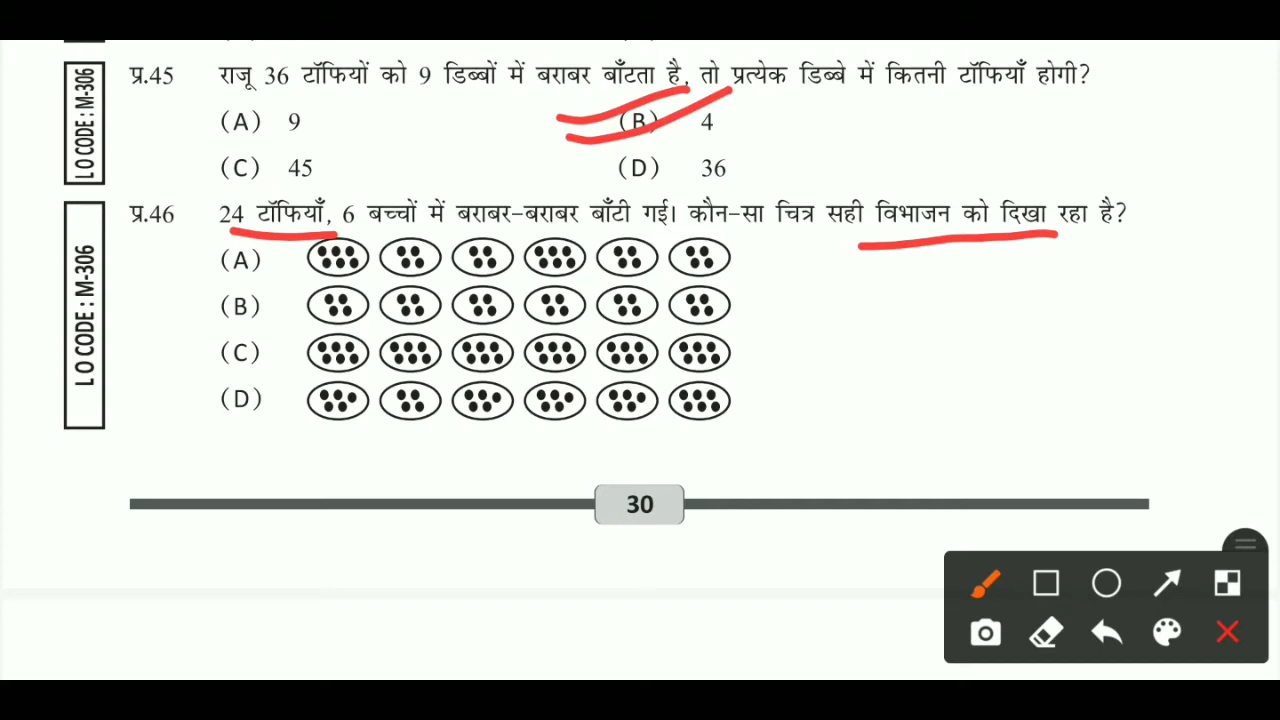 LO CODE: M-306
प्र.45 राजू 36 टॉफियों को 9 डिब्बों में बराबर बाँटता है, तो प्रत्येक डिब्बे में कितनी टॉफियाँ होगी?
(A) 9 (B) 4
(C) 45 (D) 36
LO CODE: M-306
प्र.46 24 टॉफियाँ, 6 बच्चों में बराबर-बराबर बाँटी गई। कौन-सा चित्र सही विभाजन को दिखा रहा है?
(A)
(B)
(C)
(D)
30